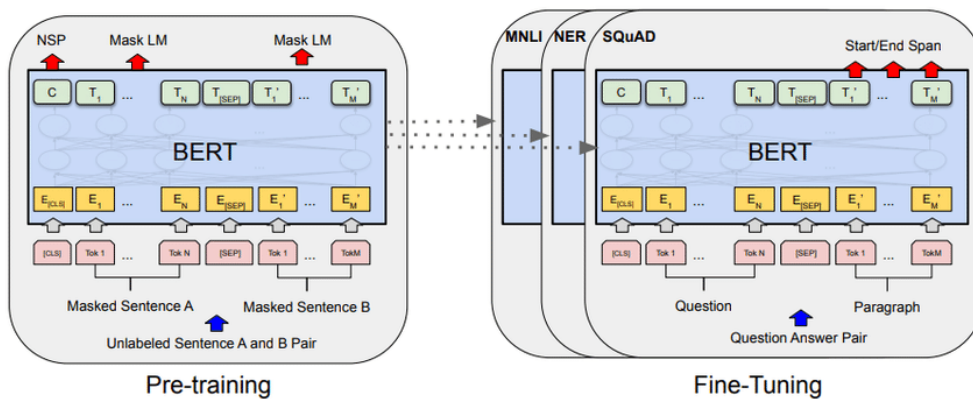 NSP Mask LM Mask LM
C T1 ... TN T[SEP] T1' ... TM'
BERT
E[CLS] E1 ... EN E[SEP] E1' ... EM'
[CLS] Tok 1 ... Tok N [SEP] Tok 1 ... TokM
Masked Sentence A Masked Sentence B
Unlabeled Sentence A and B Pair
Pre-training
MNLI NER SQuAD
Start/End Span
C T1 ... TN T[SEP] T1' ... TM'
BERT
E[CLS] E1 ... EN E[SEP] E1' ... EM'
[CLS] Tok 1 ... Tok N [SEP] Tok 1 ... TokM
Question Paragraph
Question Answer Pair
Fine-Tuning